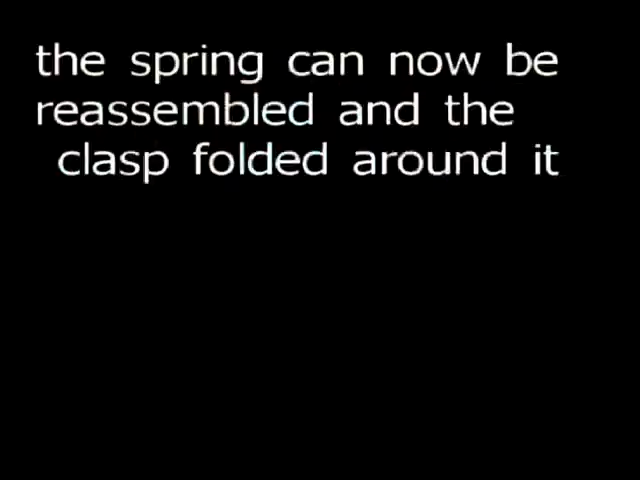 the spring can now be
reassembled and the
clasp folded around it